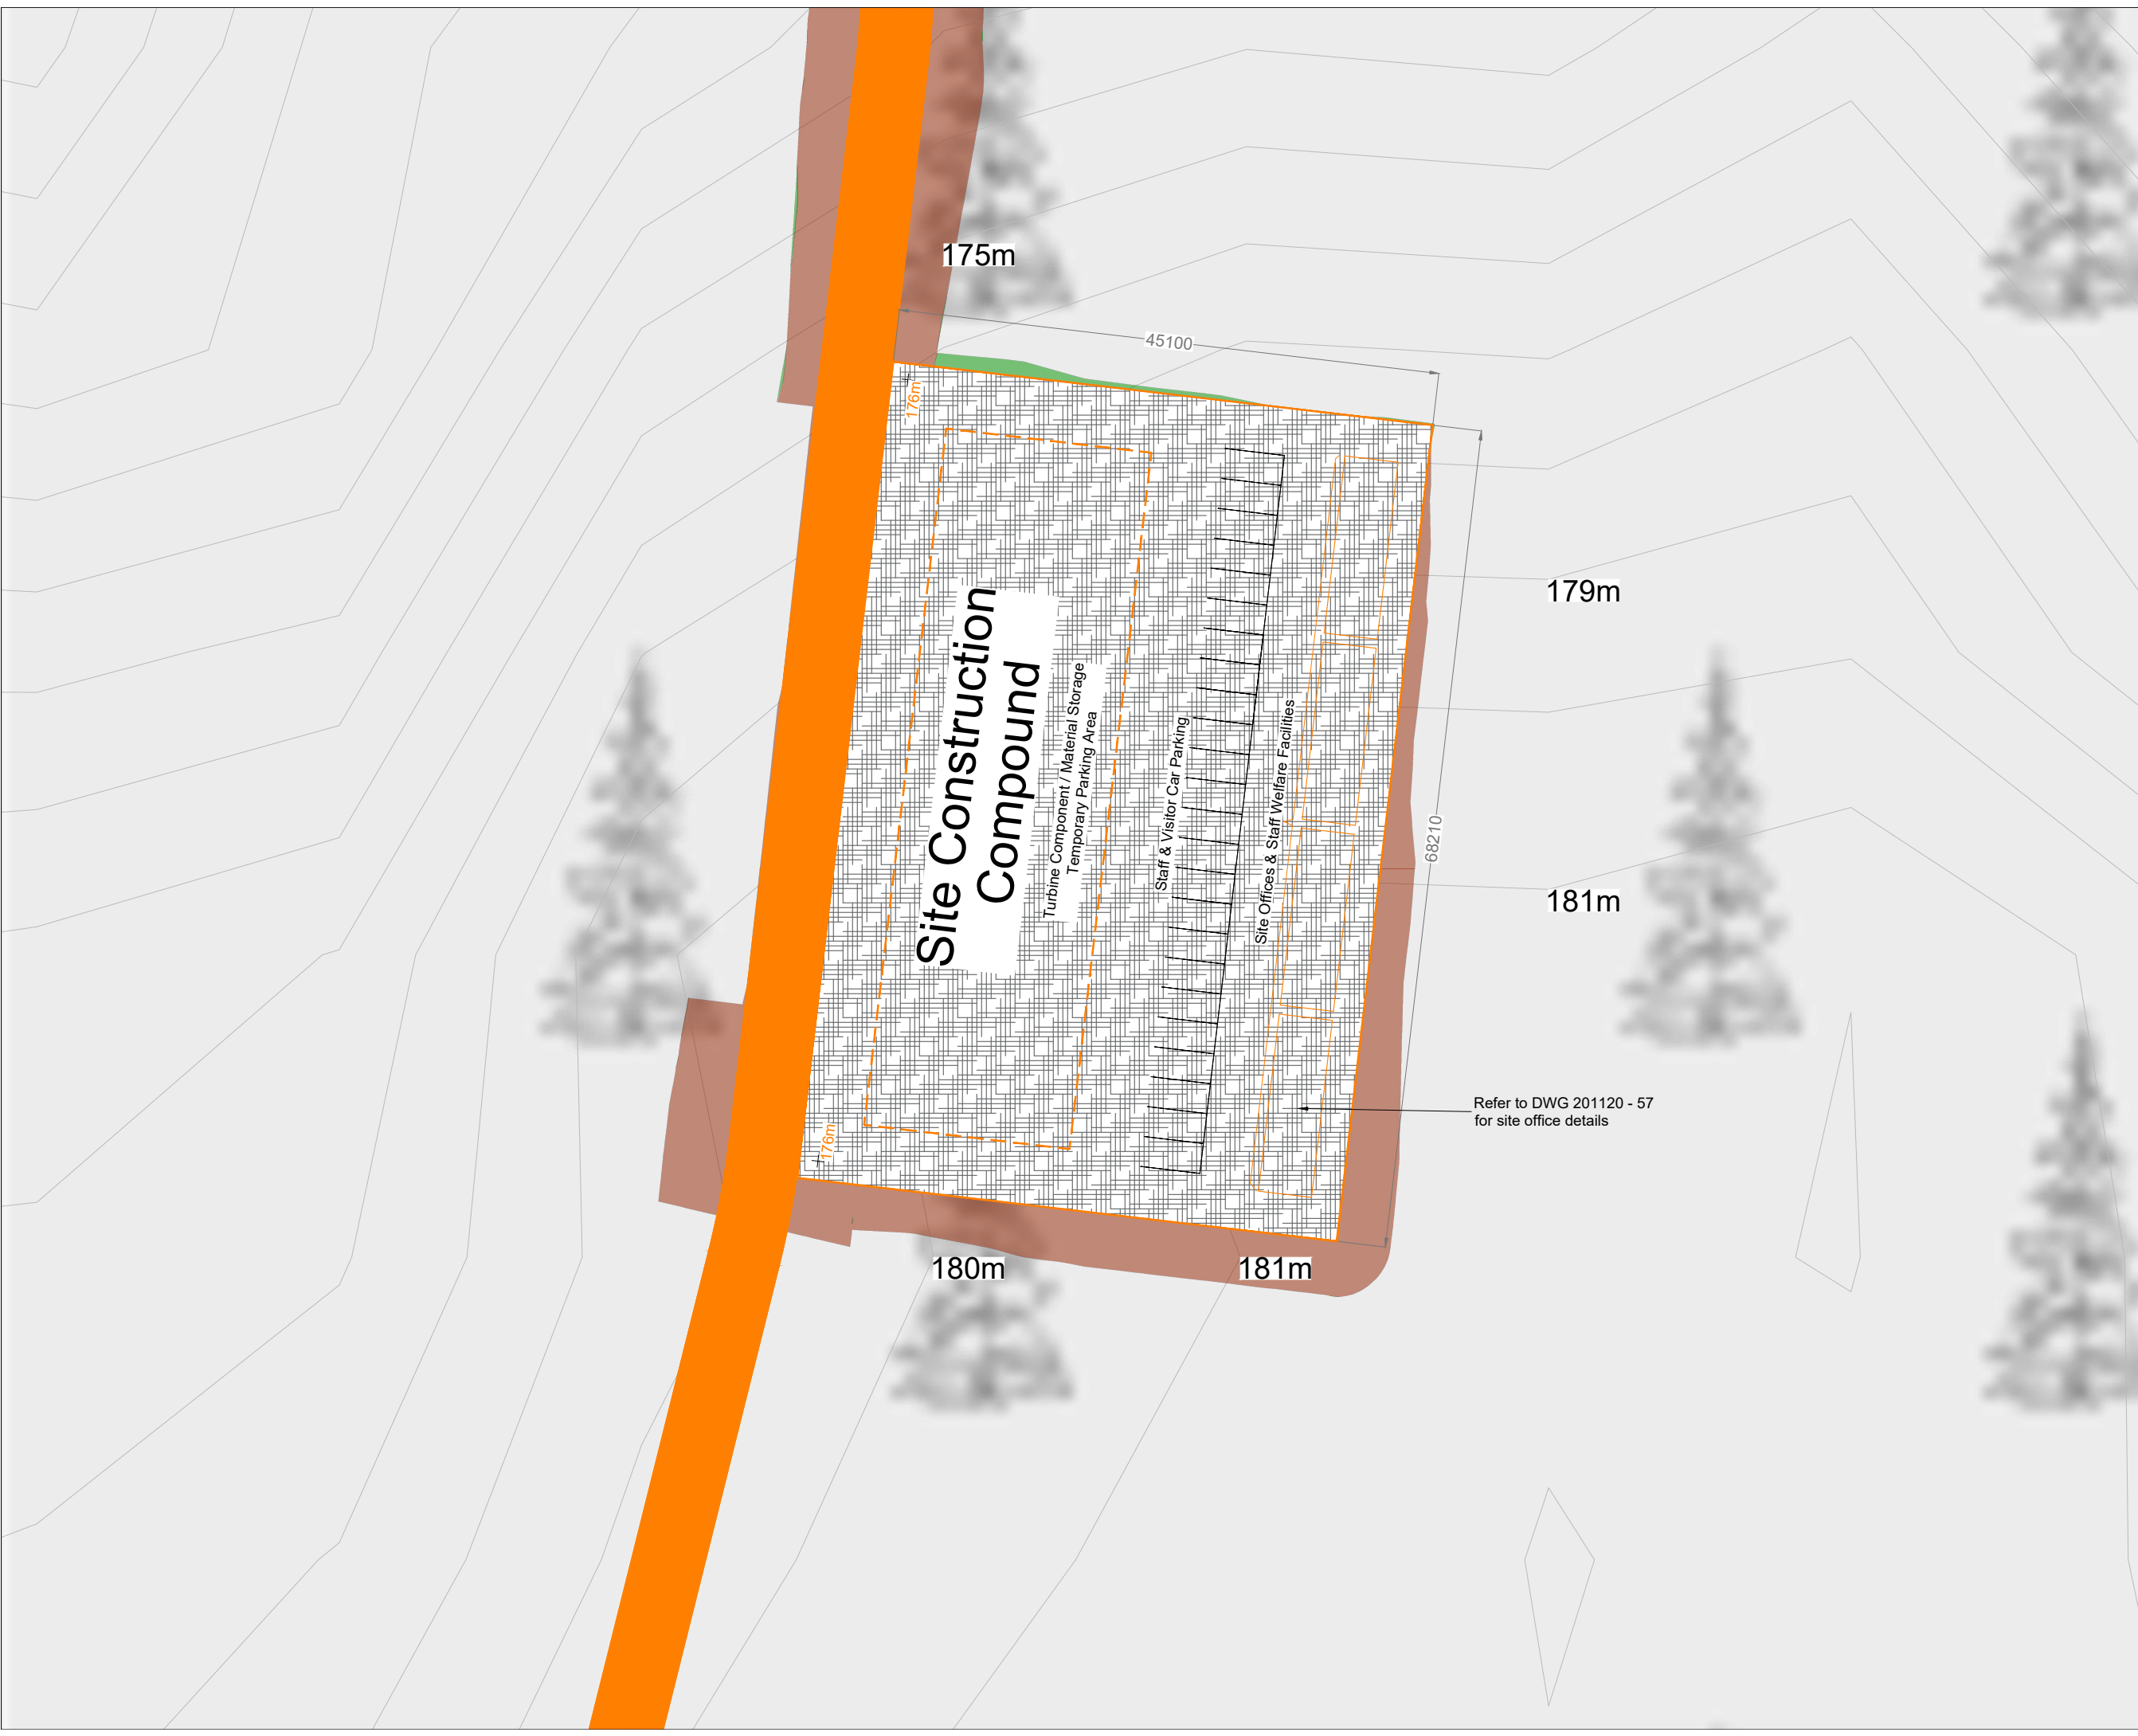 175m
45100
176m
179m
Site Construction
Compound
Turbine Component / Material Storage
Temporary Parking Area
Staff & Visitor Car Parking
Site Offices & Staff Welfare Facilities
68210
181m
Refer to DWG 201120 - 57
for site office details
176m
180m
181m